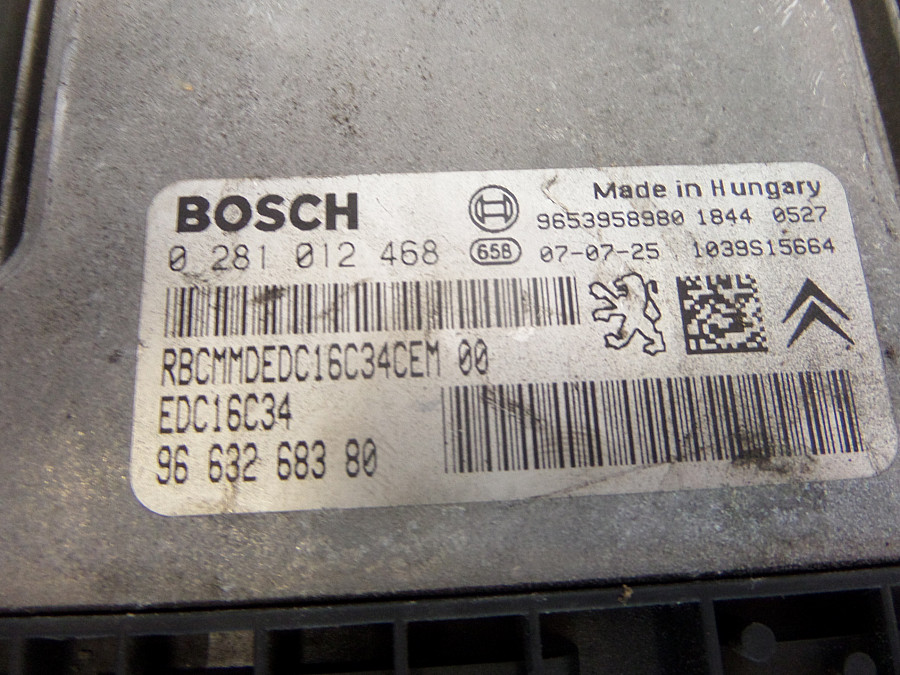 BOSCH
Made in Hungary
9653958980 1844 0527
0 281 012 468
658 07-07-25 1039S15664
RBCMMDEDC16C34CEM 00
EDC16C34
96 632 683 80